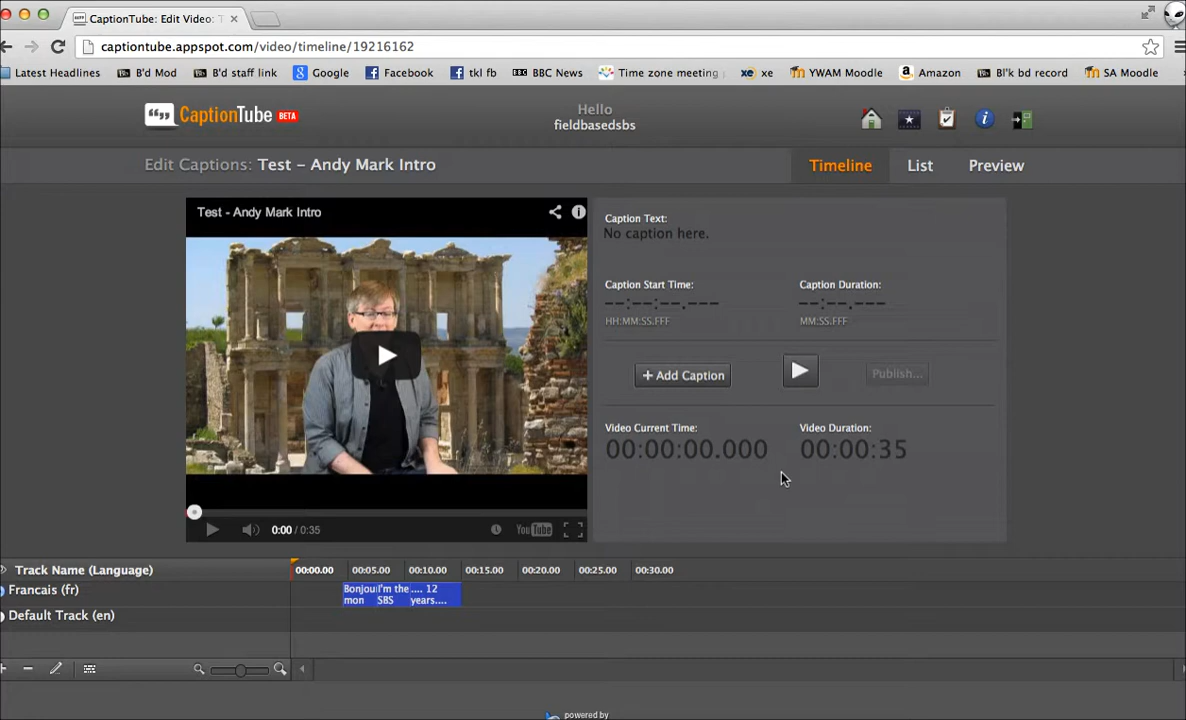 CaptionTube: Edit Video: T
captiontube.appspot.com/video/timeline/19216162
Latest Headlines B'd Mod B'd staff link Google Facebook tkl fb BBC News Time zone meeting xe YWAM Moodle Amazon Bl'k bd record SA Moodle
CaptionTube BETA
Hello
fieldbasedsbs
Edit Captions: Test – Andy Mark Intro
Timeline List Preview
Test - Andy Mark Intro
Caption Text:
No caption here.
Caption Start Time: Caption Duration:
--:--:--.--- --:--.---
HH:MM:SS.FFF MM:SS.FFF
+ Add Caption Publish...
Video Current Time: Video Duration:
00:00:00.000 00:00:35
0:00 / 0:35 YouTube
Track Name (Language) 00:00.00 00:05.00 00:10.00 00:15.00 00:20.00 00:25.00 00:30.00
Francais (fr)
Bonjou I'm the .... 12
mon SBS years....
Default Track (en)
powered by